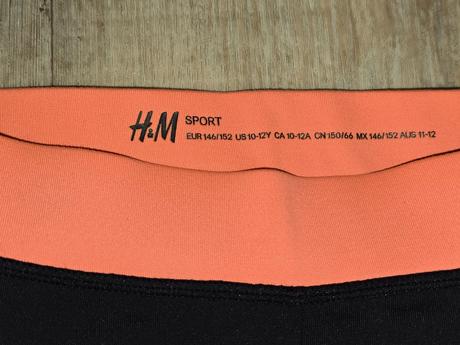 H&M SPORT
EUR 146/152 US 10-12Y CA 10-12A CN 150/66 MX 146/152 AUS 11-12